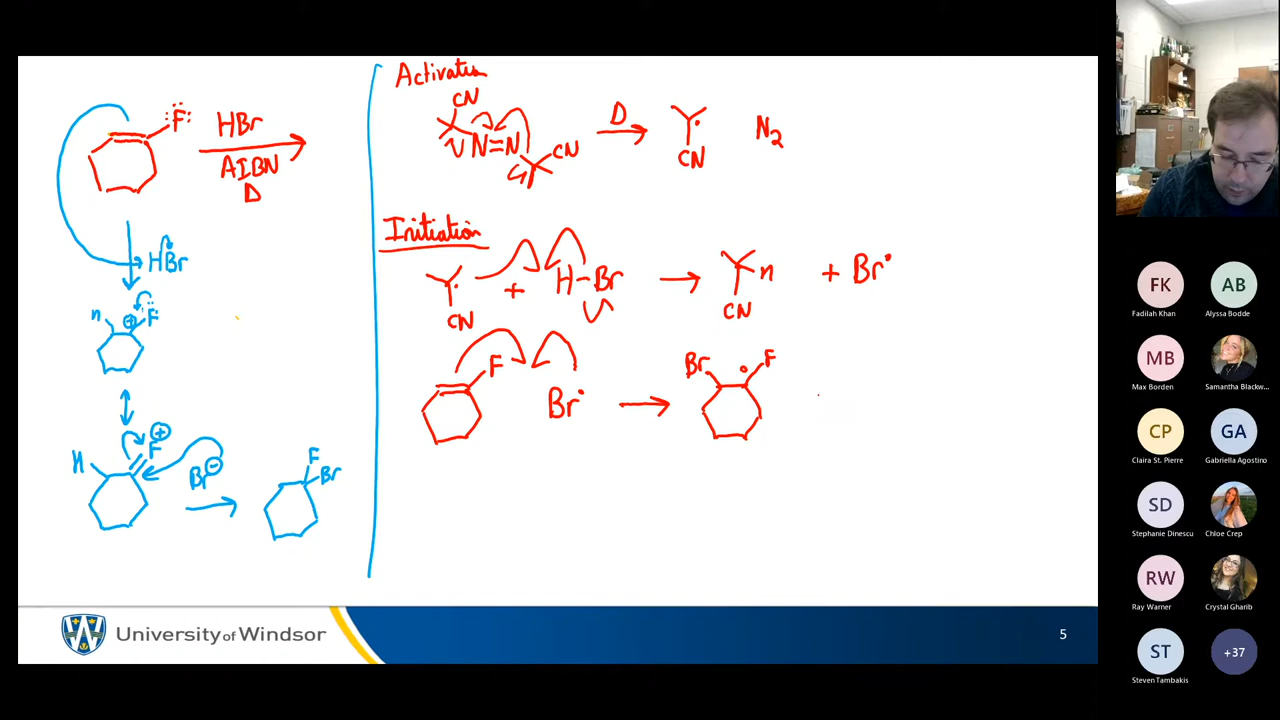 Activation
CN
N=N
CN
Δ
CN
N2
F
HBr
AIBN
Δ
HBr
H
⊕
F
H
F
⊕
Br⊖
F
Br
Initiation
CN
+
H-Br
H
CN
+ Br•
F
Br•
Br
F
University of Windsor
5
FK
Fadilah Khan
AB
Alyssa Bodde
MB
Max Borden
Samantha Blackw...
CP
Claira St. Pierre
GA
Gabriella Agostino
SD
Stephanie Dinescu
Chloe Crep
RW
Ray Warner
Crystal Gharib
ST
Steven Tambakis
+37